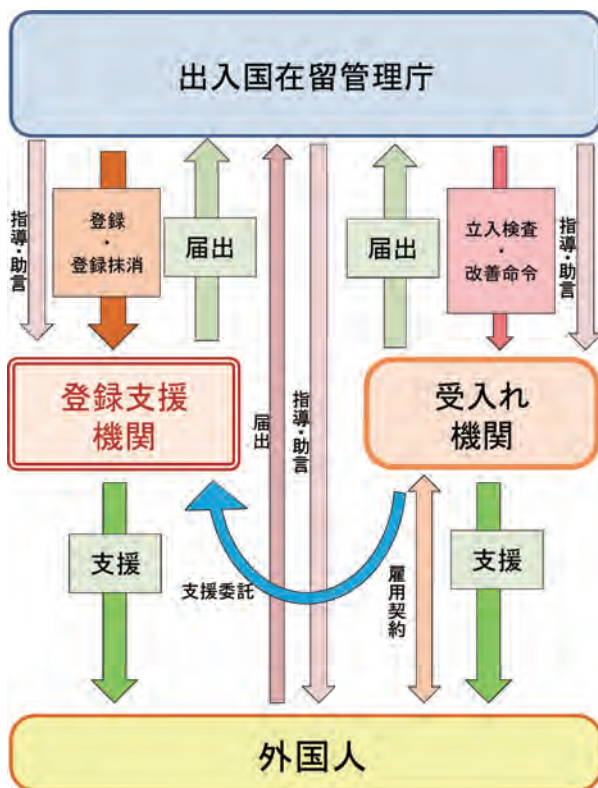 出入国在留管理庁
指導・助言
登録
・
登録抹消
届出
届出
立入検査
・
改善命令
指導・助言
登録支援
機関
届出
指導・助言
受入れ
機関
支援
支援委託
雇用契約
支援
外国人